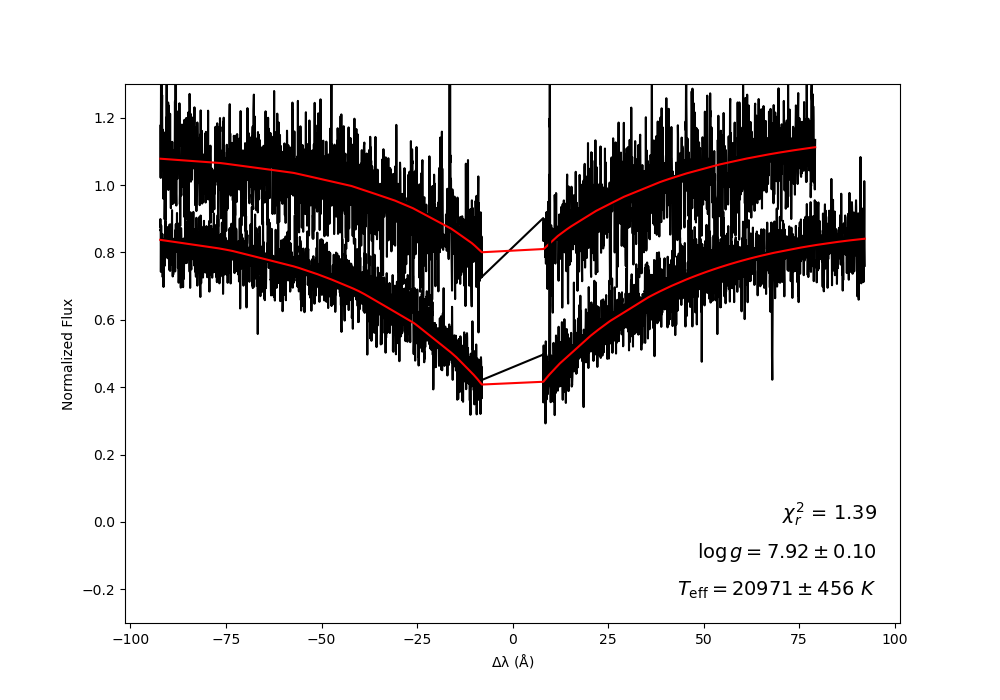 1.2
1.0
0.8
0.6
0.4
0.2
0.0
−0.2
Normalized Flux
χ²ᵣ = 1.39
log g = 7.92 ± 0.10
T_eff = 20971 ± 456 K
−100 −75 −50 −25 0 25 50 75 100
Δλ (Å)